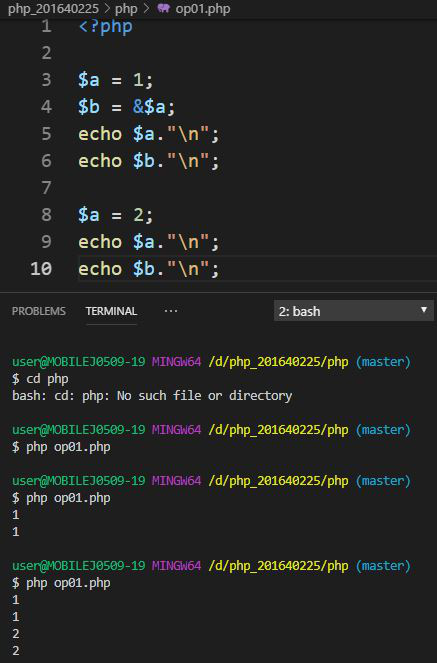 php_201640225 > php > op01.php
1 <?php
2
3 $a = 1;
4 $b = &$a;
5 echo $a."\n";
6 echo $b."\n";
7
8 $a = 2;
9 echo $a."\n";
10 echo $b."\n";
PROBLEMS TERMINAL ··· 2: bash
user@MOBILEJ0509-19 MINGW64 /d/php_201640225/php (master)
$ cd php
bash: cd: php: No such file or directory
user@MOBILEJ0509-19 MINGW64 /d/php_201640225/php (master)
$ php op01.php
user@MOBILEJ0509-19 MINGW64 /d/php_201640225/php (master)
$ php op01.php
1
1
user@MOBILEJ0509-19 MINGW64 /d/php_201640225/php (master)
$ php op01.php
1
1
2
2